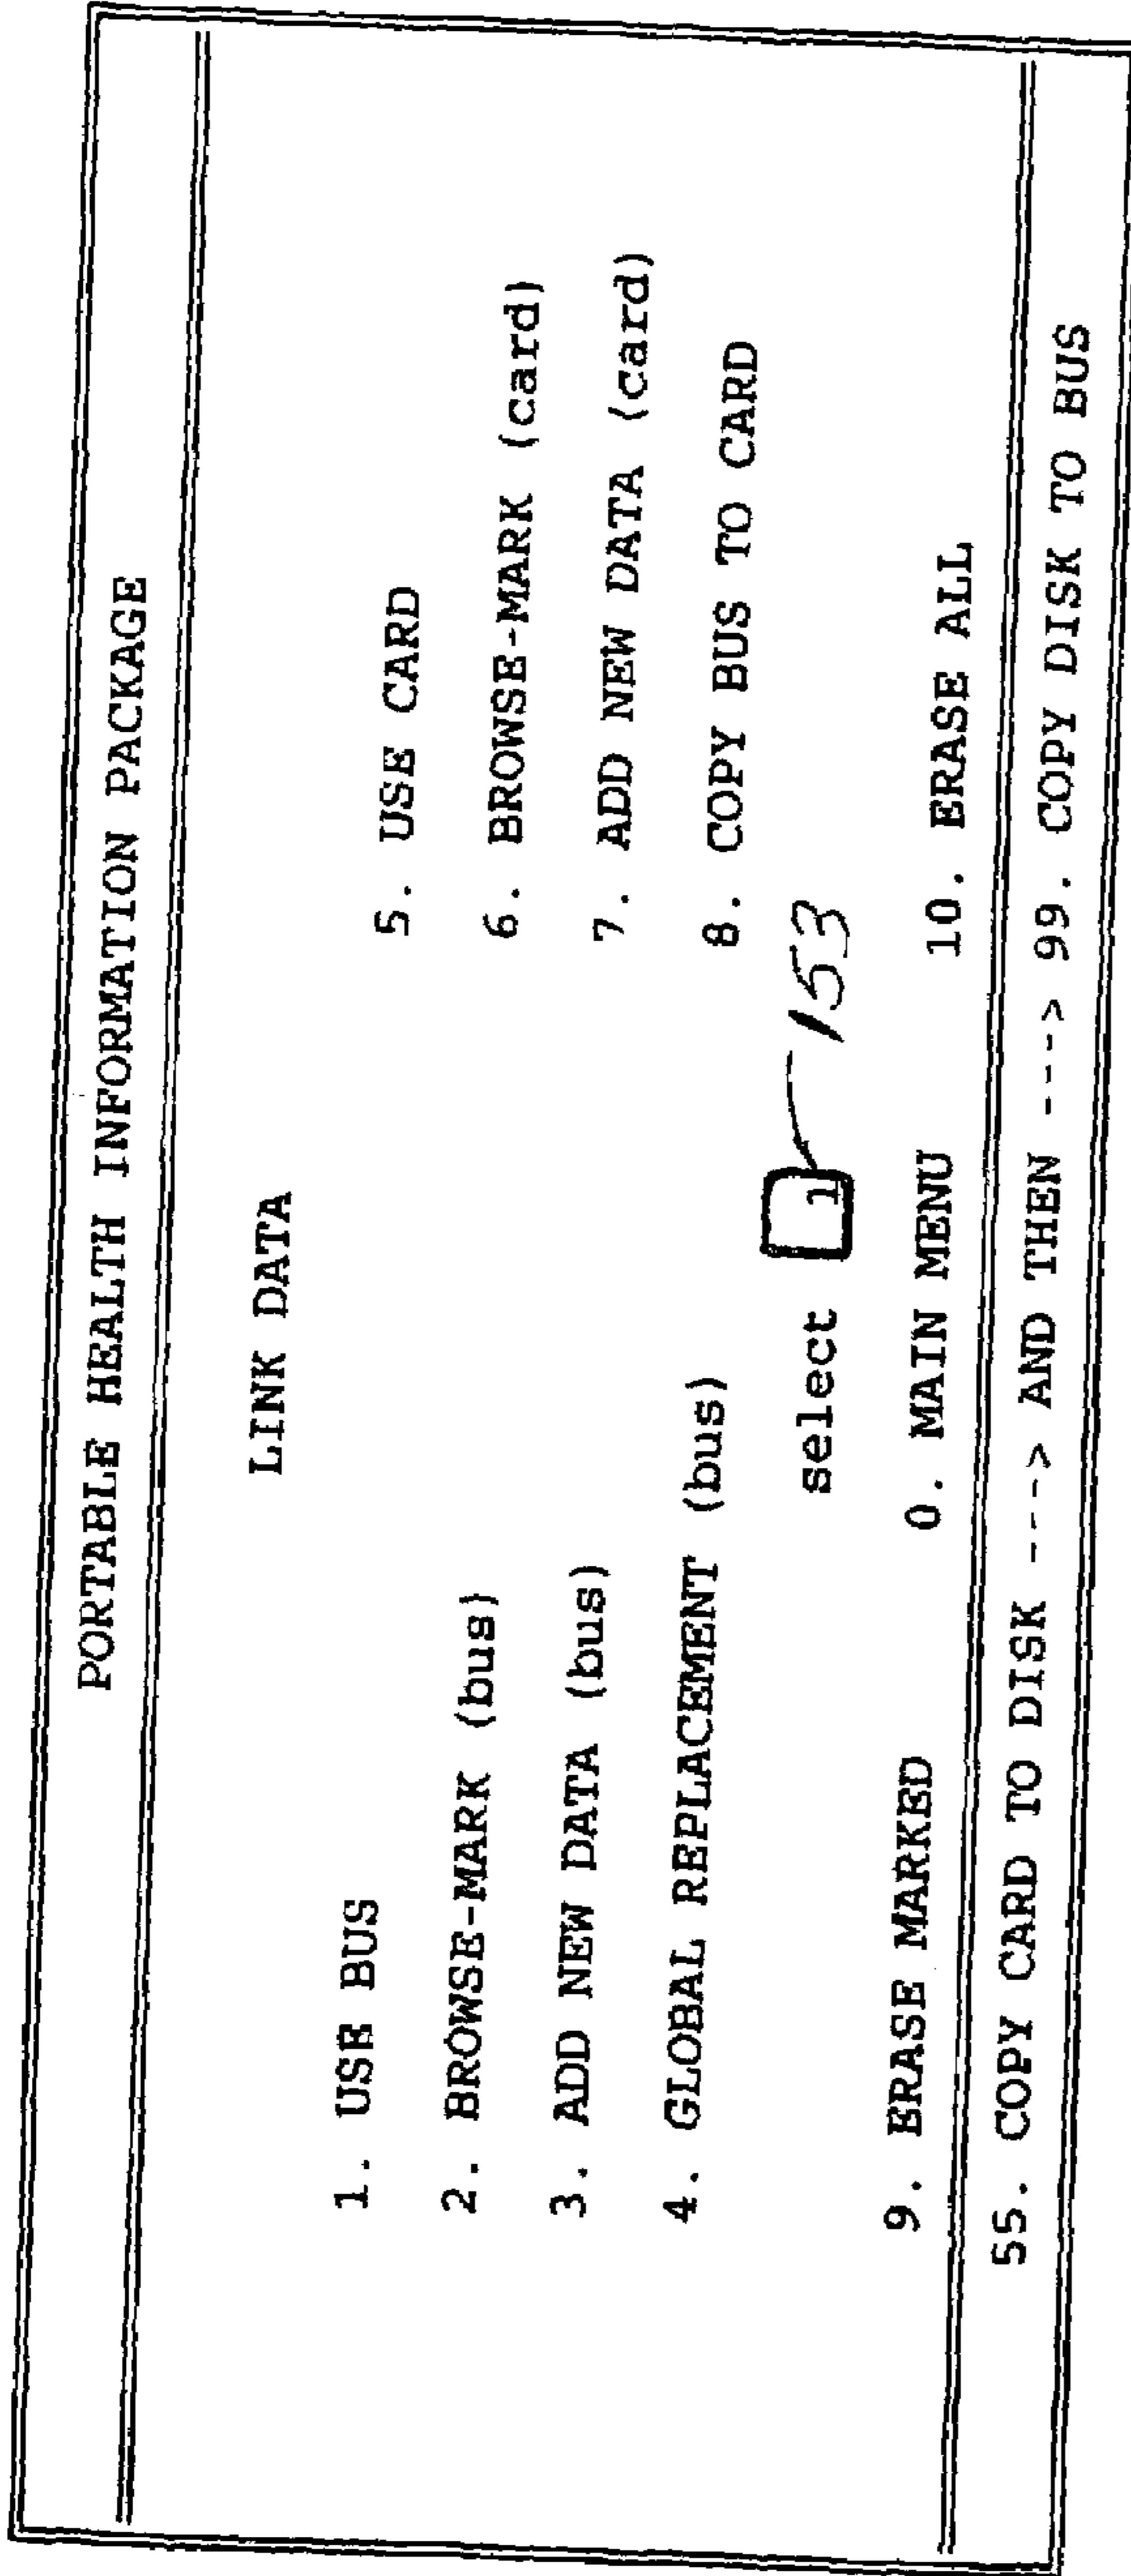 PORTABLE HEALTH INFORMATION PACKAGE
LINK DATA
1. USE BUS 5. USE CARD
2. BROWSE-MARK (bus) 6. BROWSE-MARK (card)
3. ADD NEW DATA (bus) 7. ADD NEW DATA (card)
4. GLOBAL REPLACEMENT (bus) 8. COPY BUS TO CARD
select 1 153
9. ERASE MARKED 0. MAIN MENU 10. ERASE ALL
55. COPY CARD TO DISK ---> AND THEN ---> 99. COPY DISK TO BUS